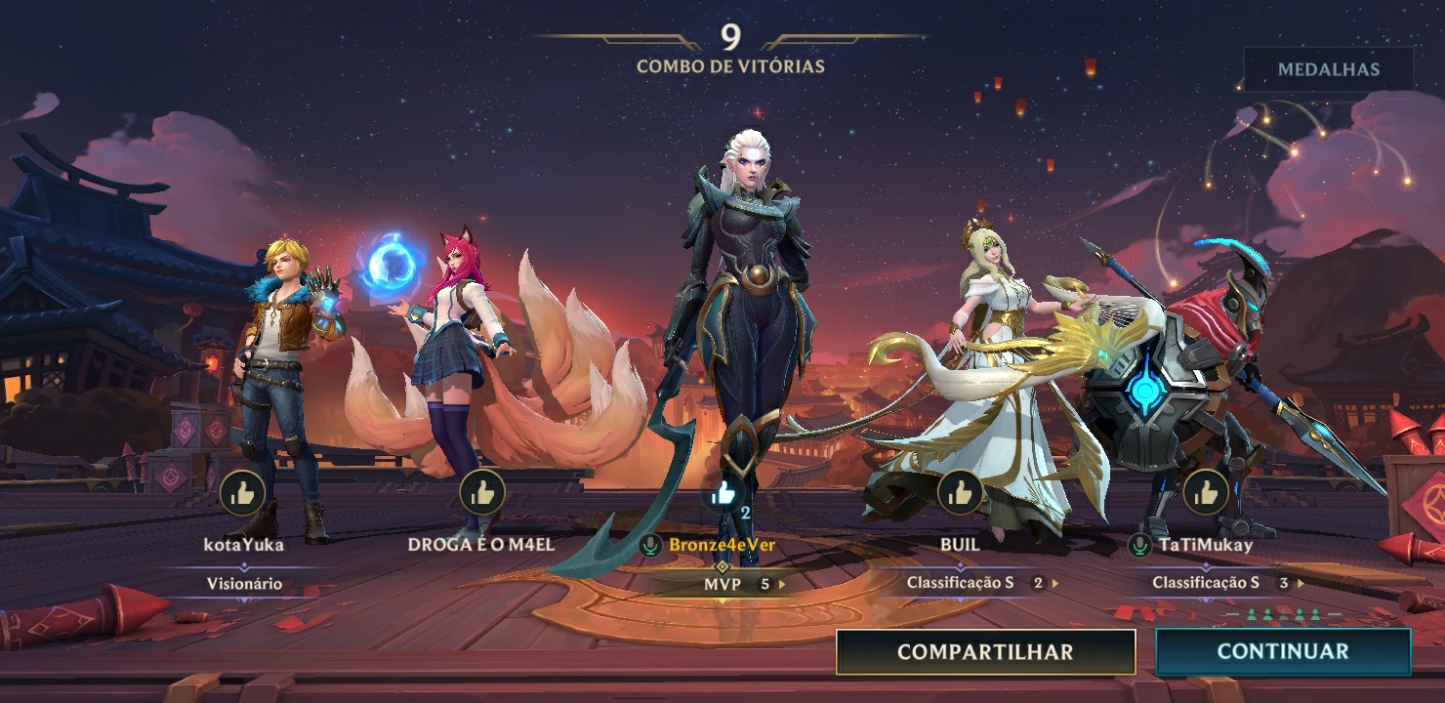 9
COMBO DE VITÓRIAS
MEDALHAS
2
kotaYuka
DROGA É O M4EL
Bronze4eVer
BUIL
TaTiMukay
Visionário
MVP 5
Classificação S 2
Classificação S 3
COMPARTILHAR
CONTINUAR